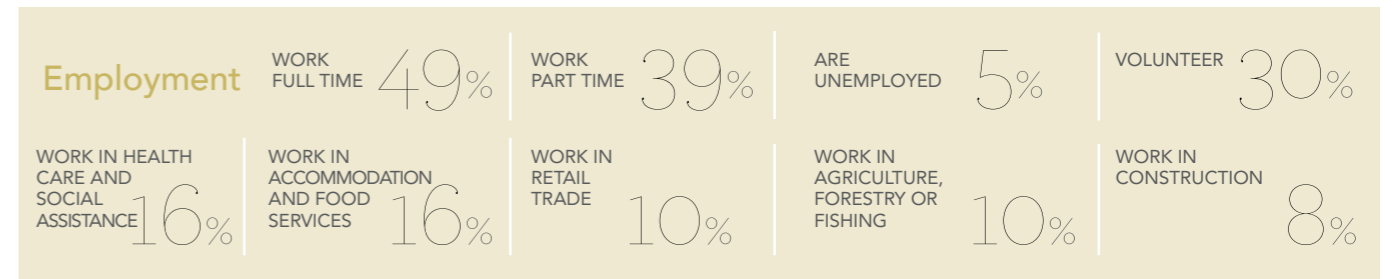 Employment
WORK
FULL TIME 49%
WORK
PART TIME 39%
ARE
UNEMPLOYED 5%
VOLUNTEER 30%
WORK IN HEALTH
CARE AND
SOCIAL
ASSISTANCE 16%
WORK IN
ACCOMMODATION
AND FOOD
SERVICES 16%
WORK IN
RETAIL
TRADE 10%
WORK IN
AGRICULTURE,
FORESTRY OR
FISHING 10%
WORK IN
CONSTRUCTION
8%